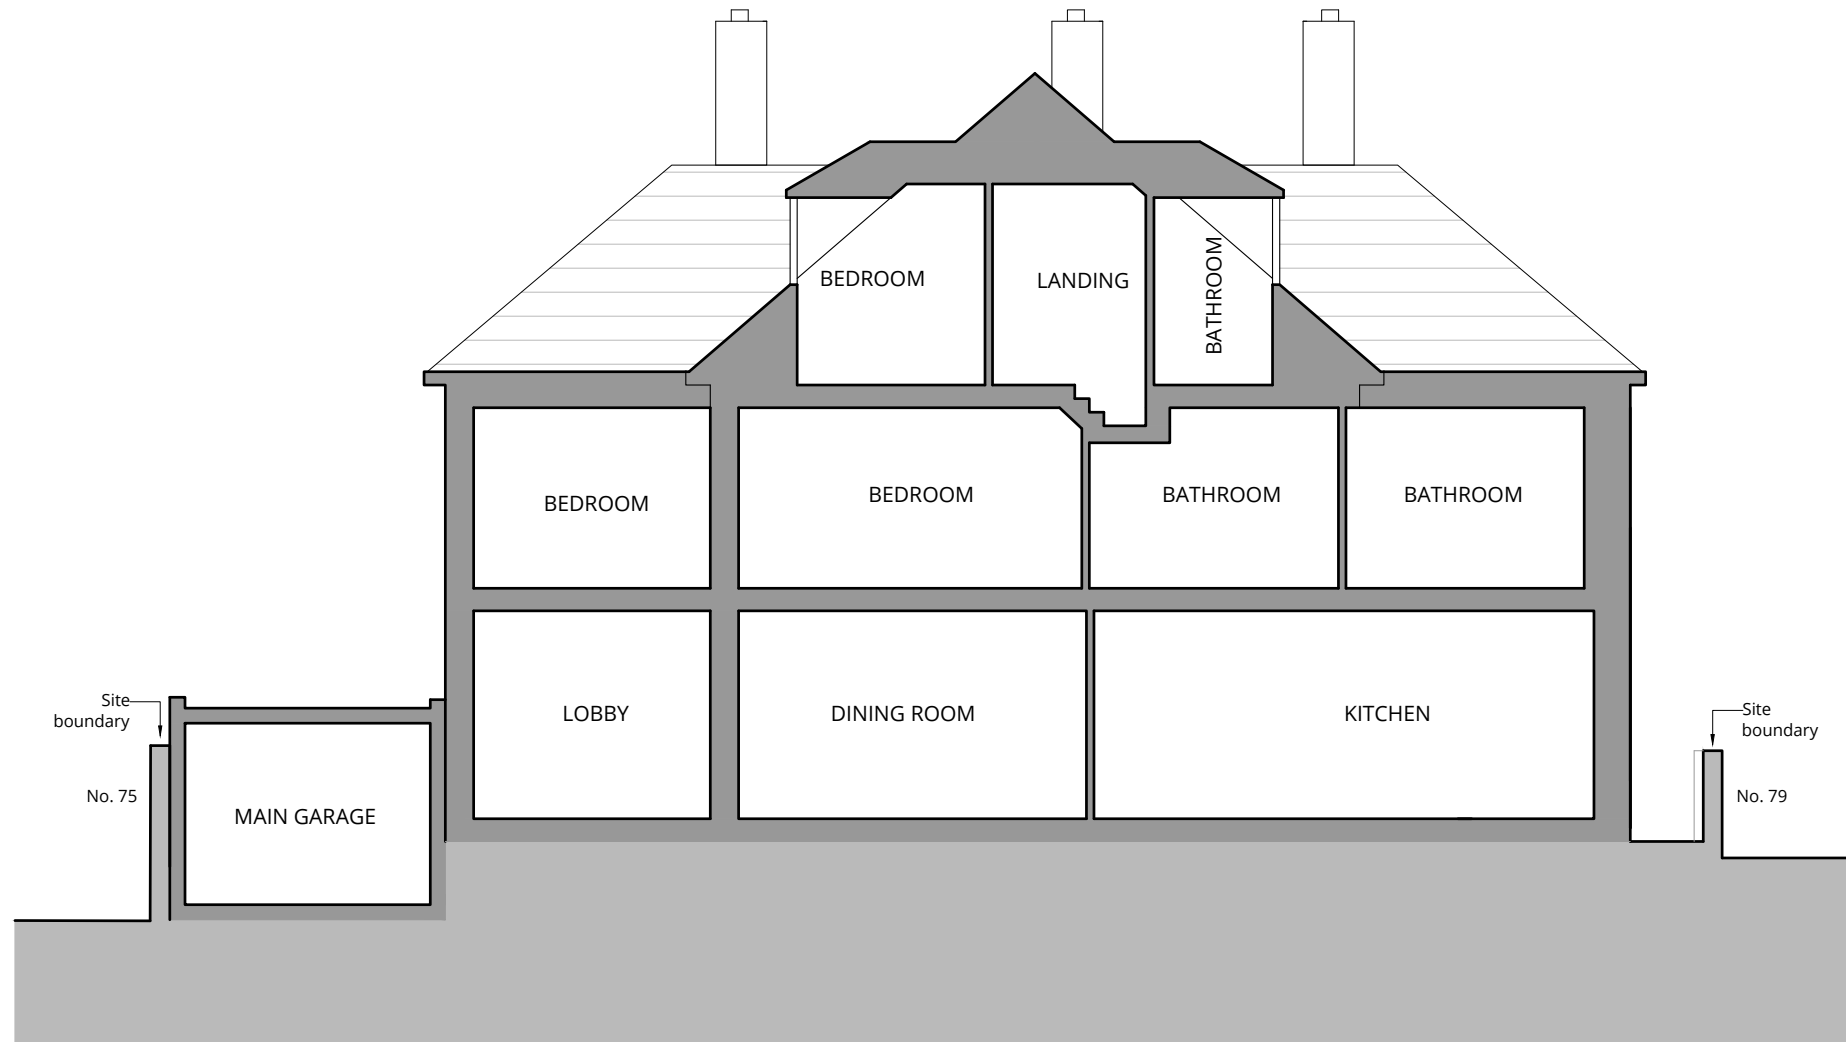 BEDROOM
LANDING
BATHROOM
BEDROOM
BEDROOM
BATHROOM
BATHROOM
Site
boundary
LOBBY
DINING ROOM
KITCHEN
Site
boundary
No. 75
MAIN GARAGE
No. 79